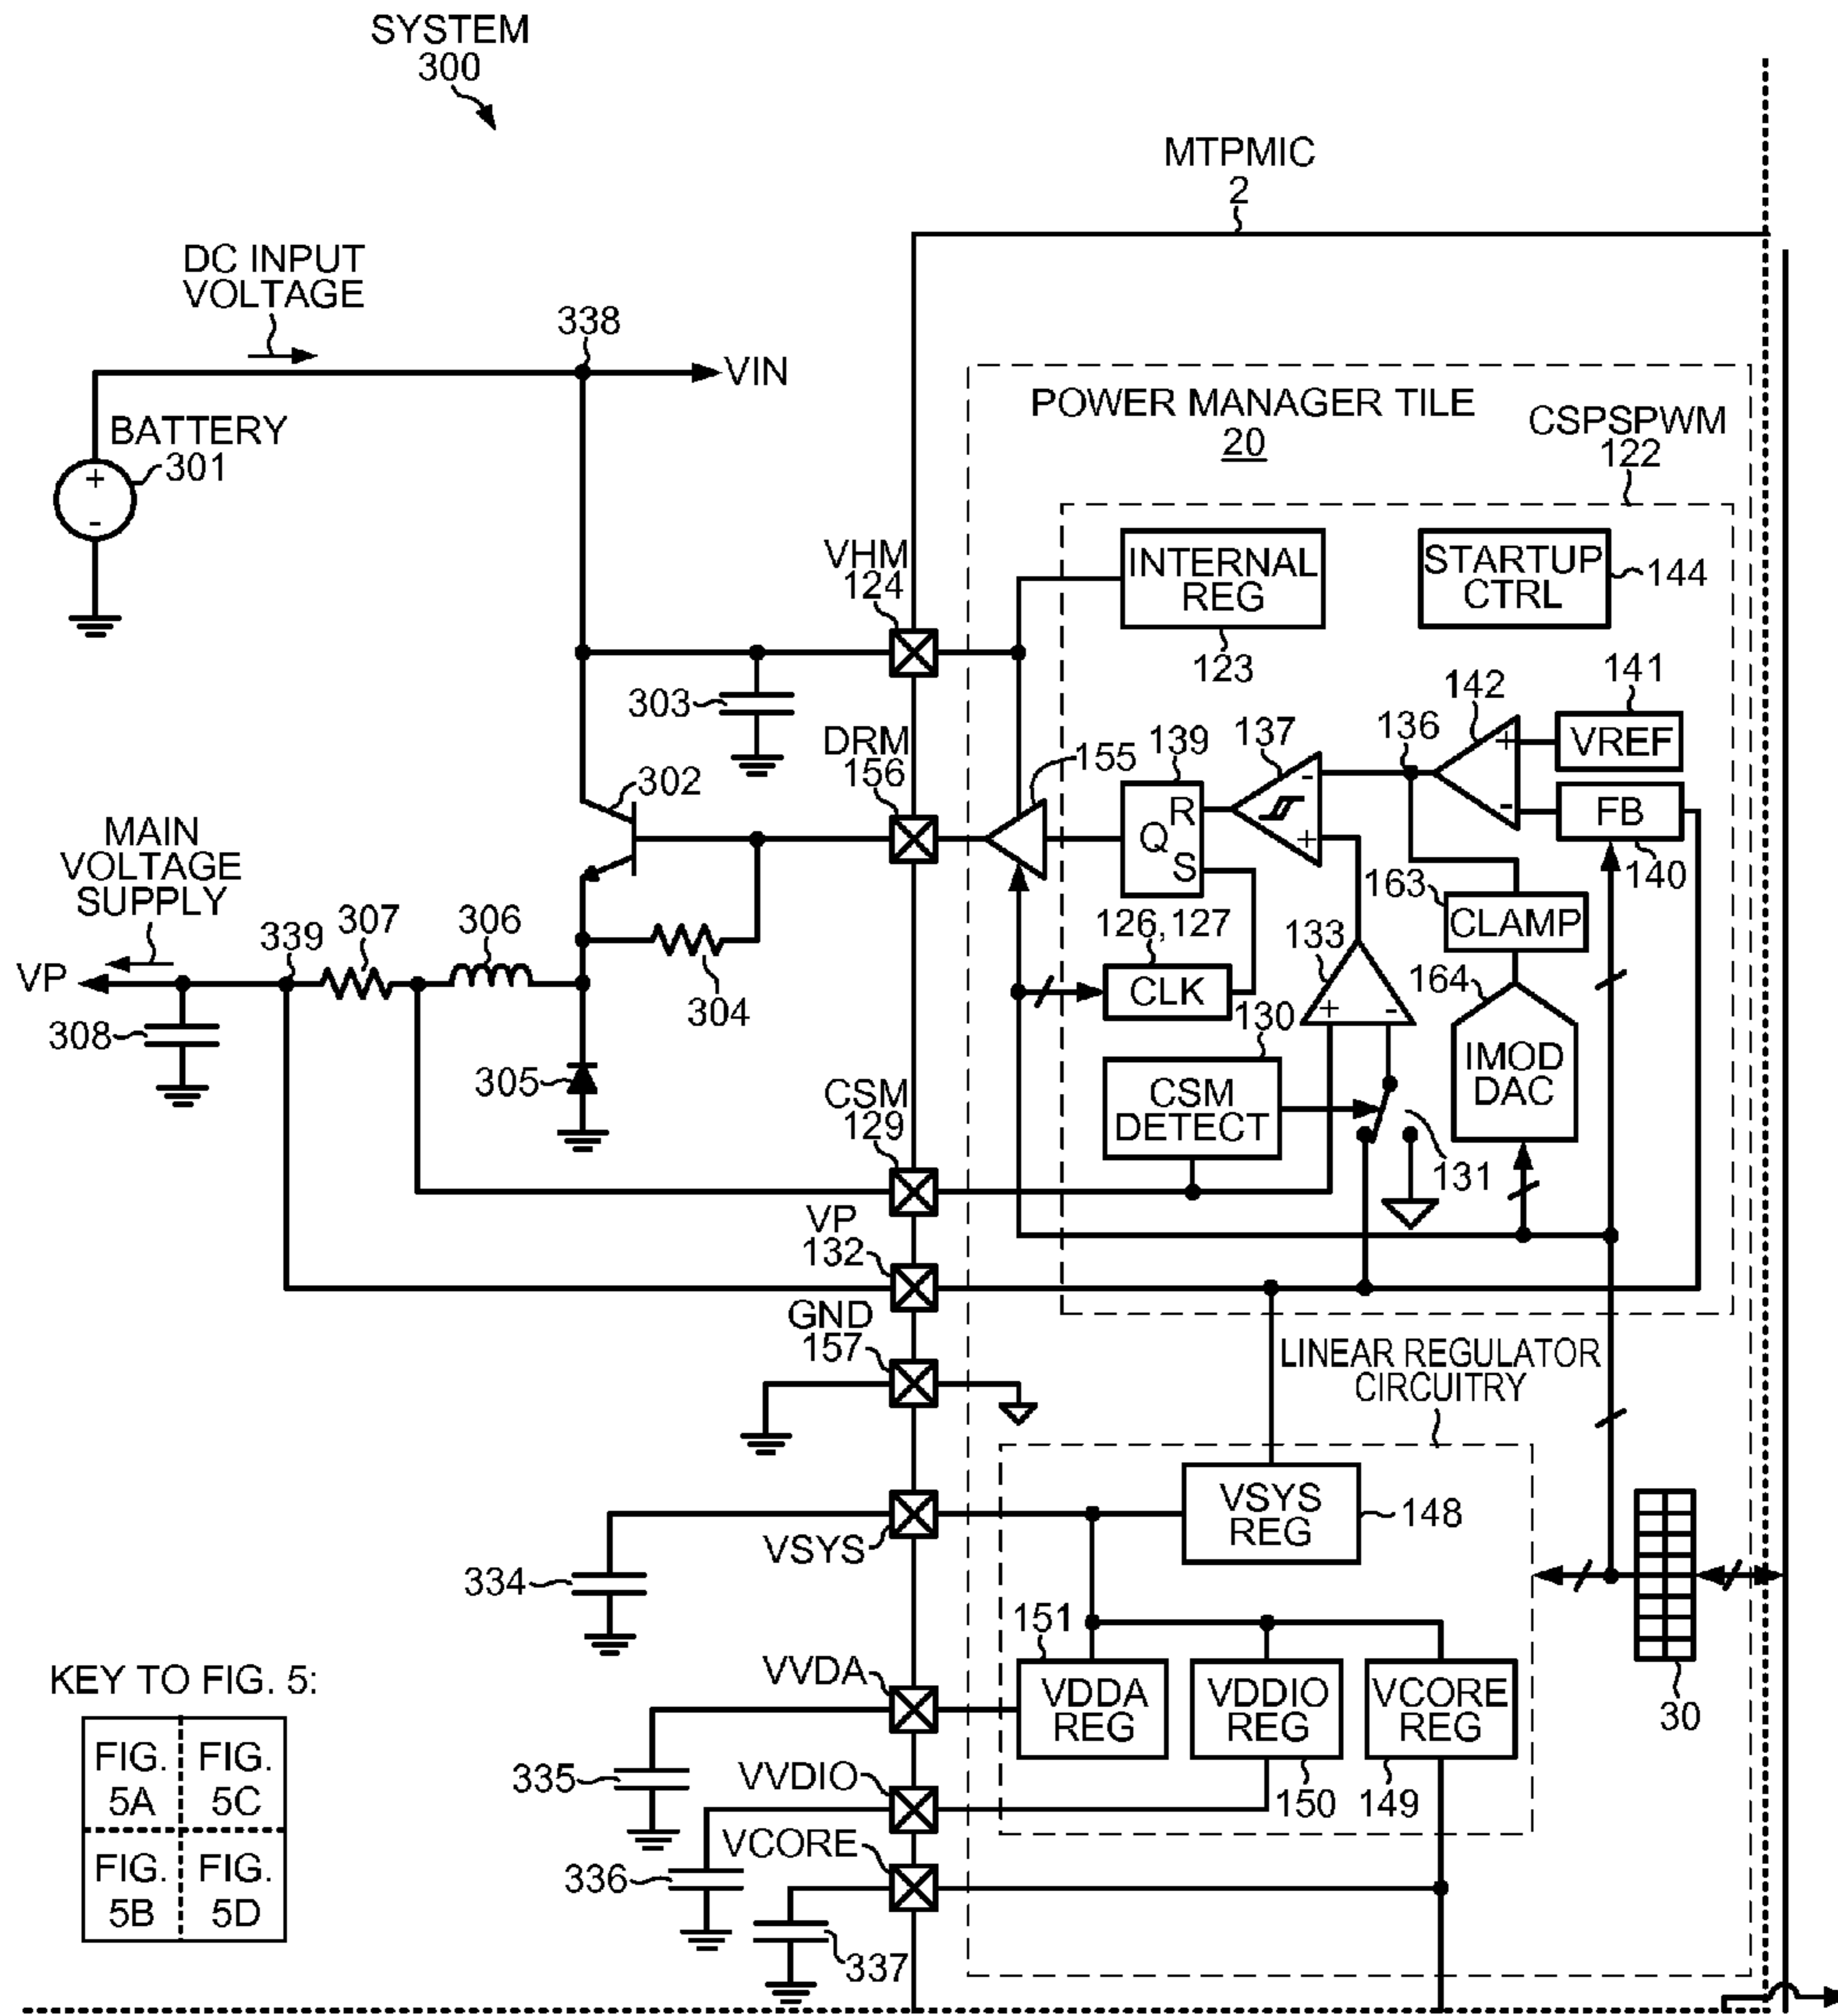 SYSTEM
300
MTPMIC
2
DC INPUT
VOLTAGE
338
VIN
BATTERY
301
+
-
POWER MANAGER TILE
20
CSPSPWM
122
VHM
124
INTERNAL
REG
123
STARTUP
CTRL
144
303
DRM
156
155
139
137
136
142
141
VREF
+
-
FB
140
302
R
Q
S
-
+
163
CLAMP
MAIN
VOLTAGE
SUPPLY
339
307
306
VP
304
308
305
126, 127
CLK
133
130
+
-
164
IMOD
DAC
CSM
129
CSM
DETECT
131
VP
132
GND
157
LINEAR REGULATOR
CIRCUITRY
VSYS
REG
148
VSYS
334
151
VDDA
REG
VDDIO
REG
VCORE
REG
30
VVDA
335
VVDIO
150
149
VCORE
336
337
KEY TO FIG. 5:
FIG.
5A
FIG.
5C
FIG.
5B
FIG.
5D